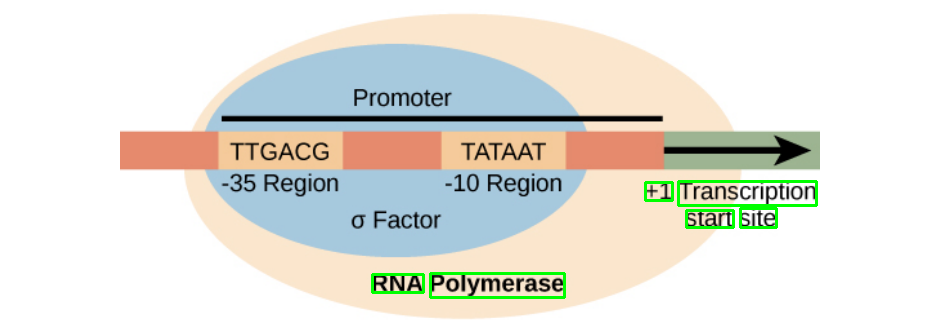 Promoter
TTGACG TATAAT
-35 Region -10 Region
+1 Transcription
start site
σ Factor
RNA Polymerase